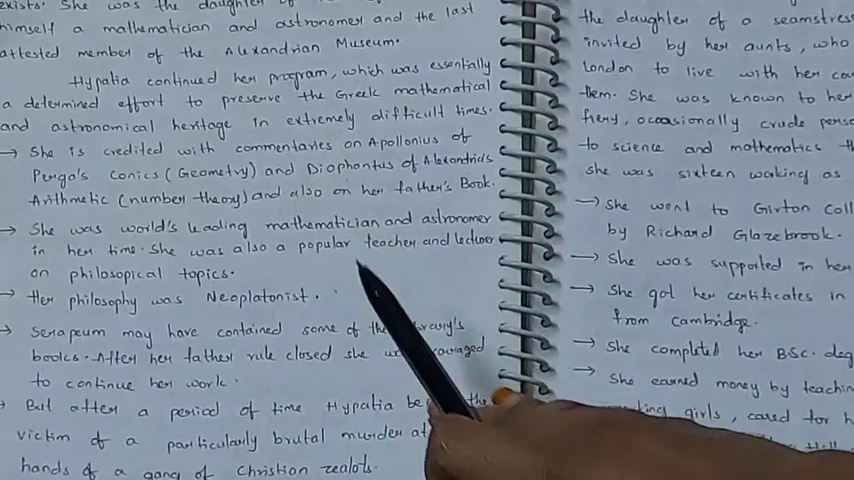 exists. She was the daughter of
himself a mathematician and astronomer and the last
attested member of the Alexandrian Museum.
Hypatia continued her program, which was essentially
a determined effort to preserve the Greek mathematical
and astronomical heritage in extremely difficult times.
→ She is credited with commentaries on Apollonius of
Perga's conics (Geometry) and Diophantus of Alexandria's
Arithmetic (number theory) and also on her father's Book.
→ She was world's leading mathematician and astronomer
in her time. She was also a popular teacher and lecturer
on philosopical topics.
→ Her philosophy was Neoplatonist.
→ Serapeum may have contained some of the
books. After her father rule closed she
to continue her work.
→ But after a period of time Hypatia the
victim of a particularly brutal murder at
hands of a gang of Christian zealots.
the daughter of a
invited by her aunts, who
London to live with her
them. She was known to her
fiery, occasionally crude
to science and mathematics
she was sixteen working as
→ She went to Girton
by Richard Glazebrook.
→ She was supported in her
→ She got her certificates in
from Cambridge.
→ She completed her BSC.
→ She earned money by
girls, cared for